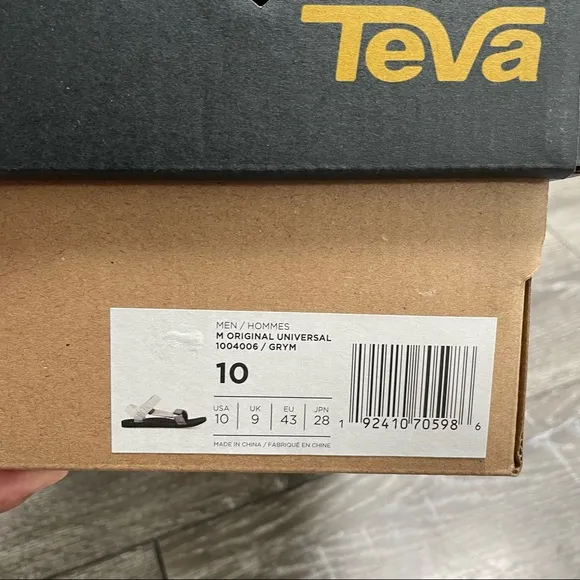 Teva
MEN / HOMMES
M ORIGINAL UNIVERSAL
1004006 / GRYM
10
USA UK EU JPN
10 9 43 28
MADE IN CHINA / FABRIQUÉ EN CHINE
1 92410 70598 6